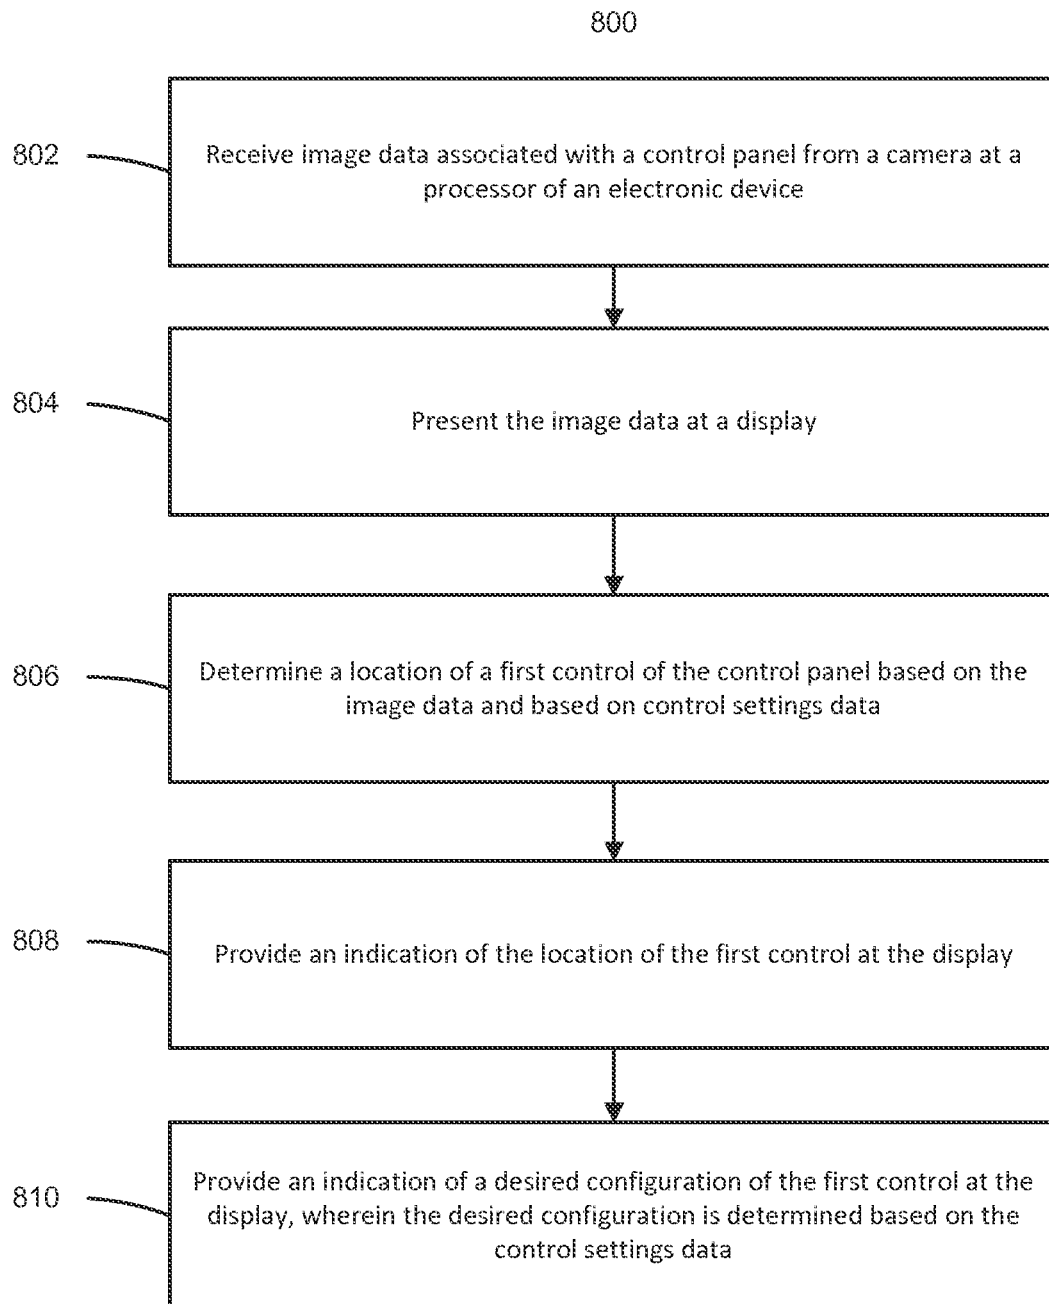 800
802
Receive image data associated with a control panel from a camera at a
processor of an electronic device
804
Present the image data at a display
806
Determine a location of a first control of the control panel based on the
image data and based on control settings data
808
Provide an indication of the location of the first control at the display
810
Provide an indication of a desired configuration of the first control at the
display, wherein the desired configuration is determined based on the
control settings data